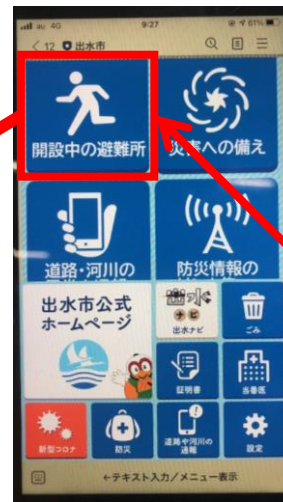 au 4G 9:27 61%
12 出水市
開設中の避難所
災害への備え
道路・河川の
防災情報の
出水市公式
ホームページ
ナビ
出水ナビ
ごみ
証明書
当番医
新型コロナ
防災
道路や河川の
通報
設定
←テキスト入力/メニュー表示